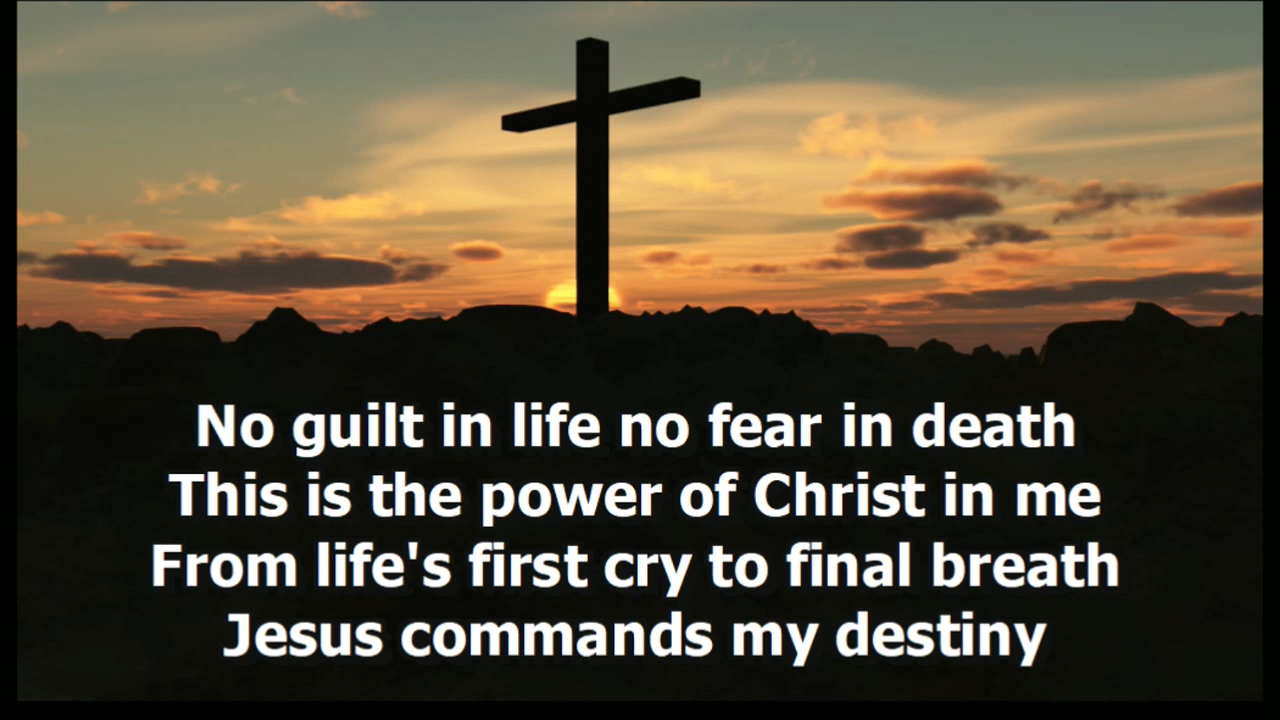 No guilt in life no fear in death
This is the power of Christ in me
From life's first cry to final breath
Jesus commands my destiny